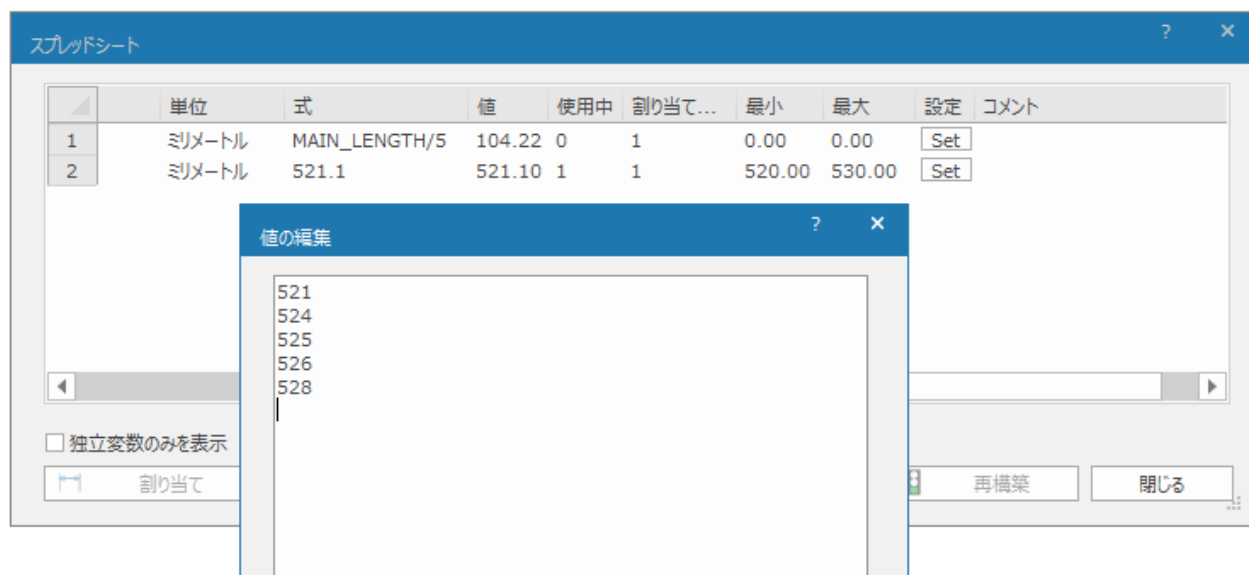 スプレッドシート ? ×
単位 式 値 使用中 割り当て... 最小 最大 設定 コメント
1 ミリメートル MAIN_LENGTH/5 104.22 0 1 0.00 0.00 Set
2 ミリメートル 521.1 521.10 1 1 520.00 530.00 Set
値の編集 ? ×
521
524
525
526
528
独立変数のみを表示
割り当て 再構築 閉じる